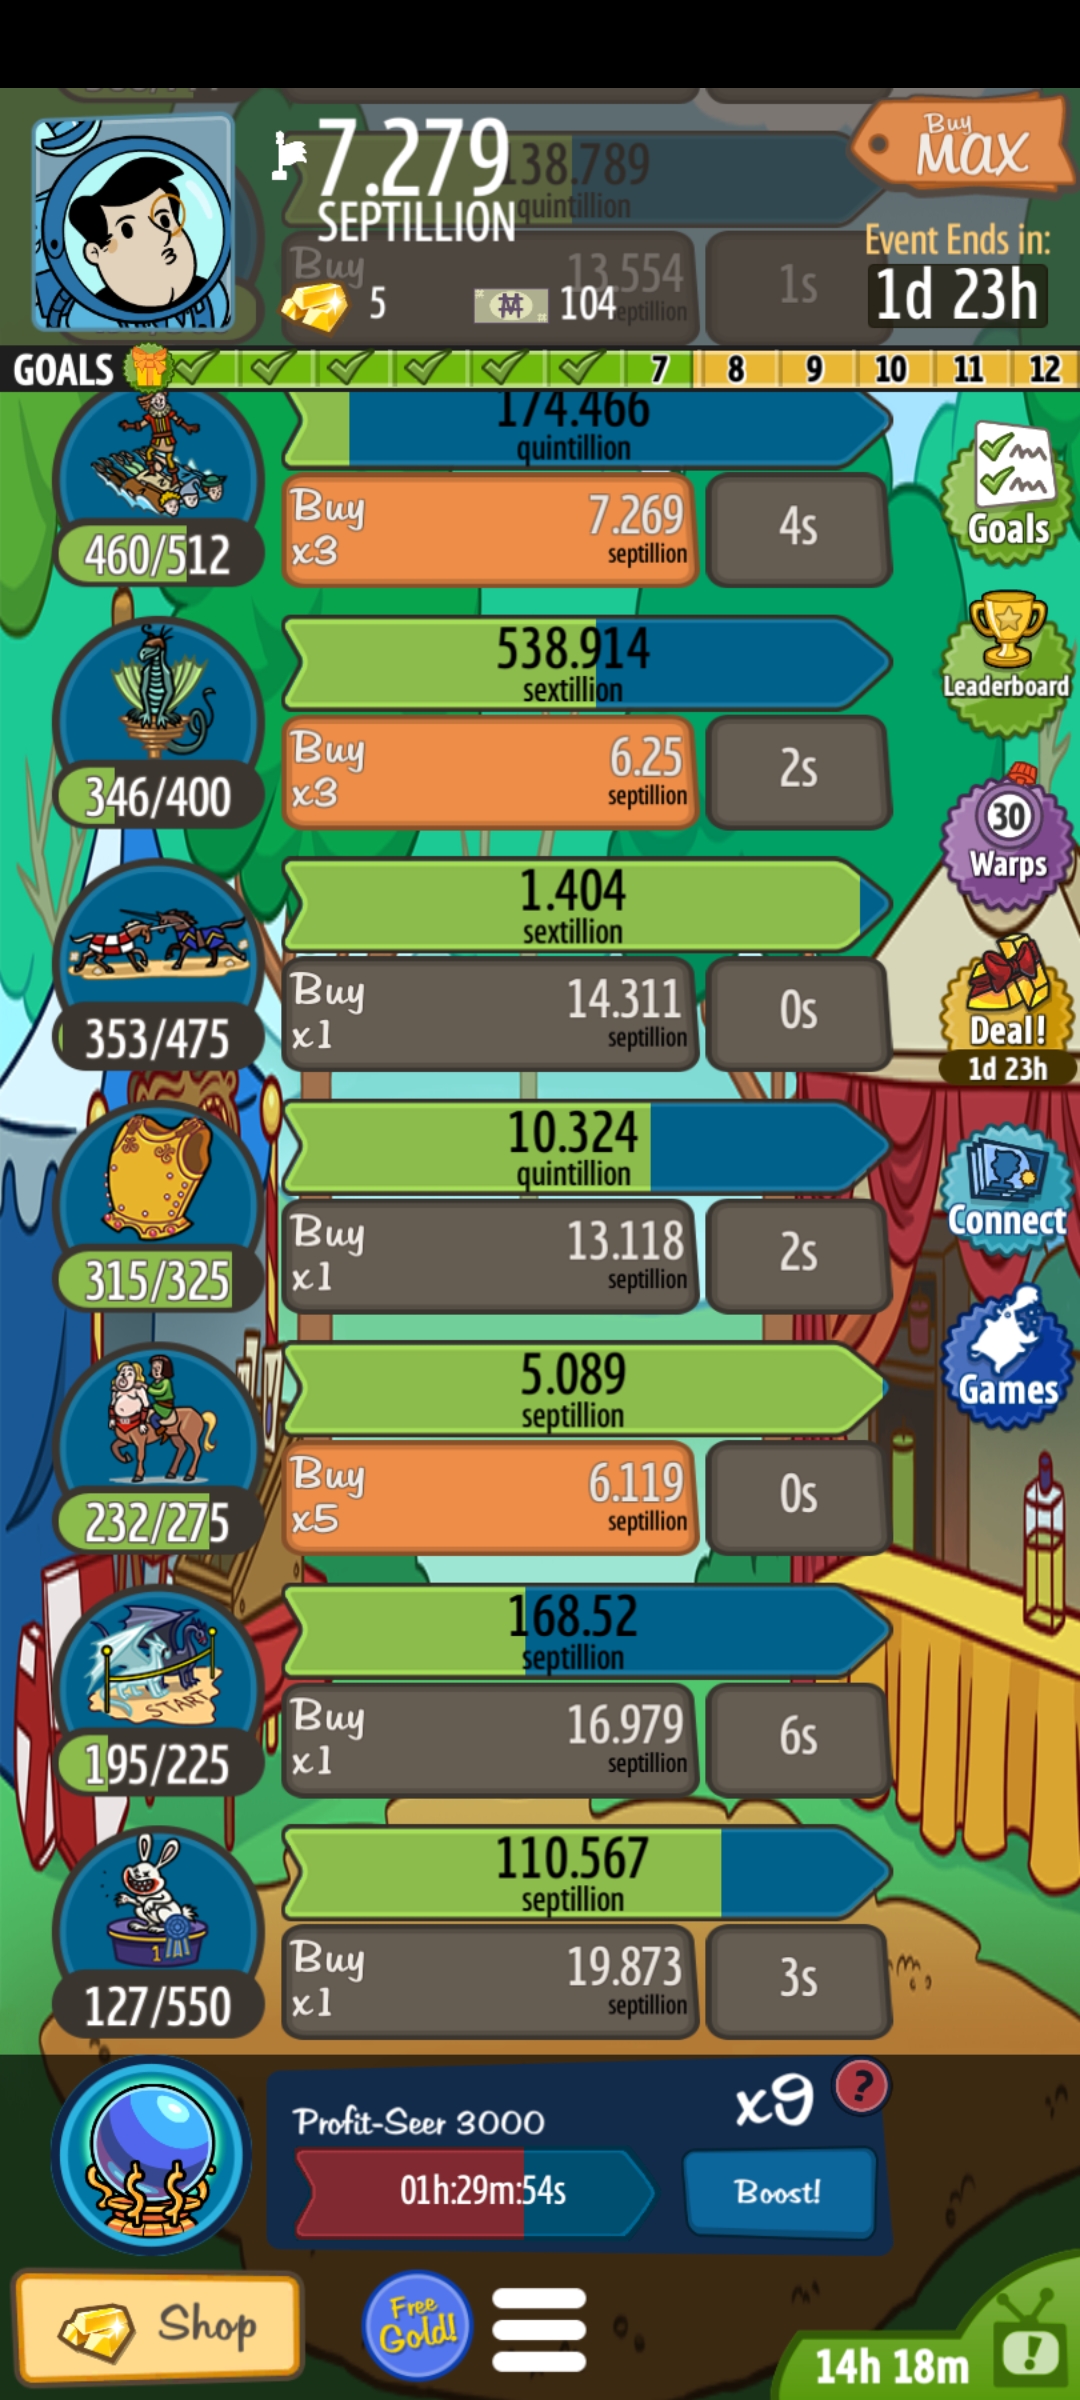 7.279
SEPTILLION
138.789
quintillion
Buy
MAX
Event Ends in:
1d 23h
Buy
13.554
septillion
1s
5
104
GOALS
7
8
9
10
11
12
174.466
quintillion
Buy
x3
7.269
septillion
4s
460/512
Goals
538.914
sextillion
Buy
x3
6.25
septillion
2s
346/400
Leaderboard
30
Warps
1.404
sextillion
Buy
x1
14.311
septillion
0s
353/475
Deal!
1d 23h
10.324
quintillion
Buy
x1
13.118
septillion
2s
315/325
Connect
5.089
septillion
Buy
x5
6.119
septillion
0s
232/275
Games
168.52
septillion
START
Buy
x1
16.979
septillion
6s
195/225
110.567
septillion
1
Buy
x1
19.873
septillion
3s
127/550
Profit-Seer 3000
x9
?
01h:29m:54s
Boost!
Shop
Free
Gold!
14h 18m
!